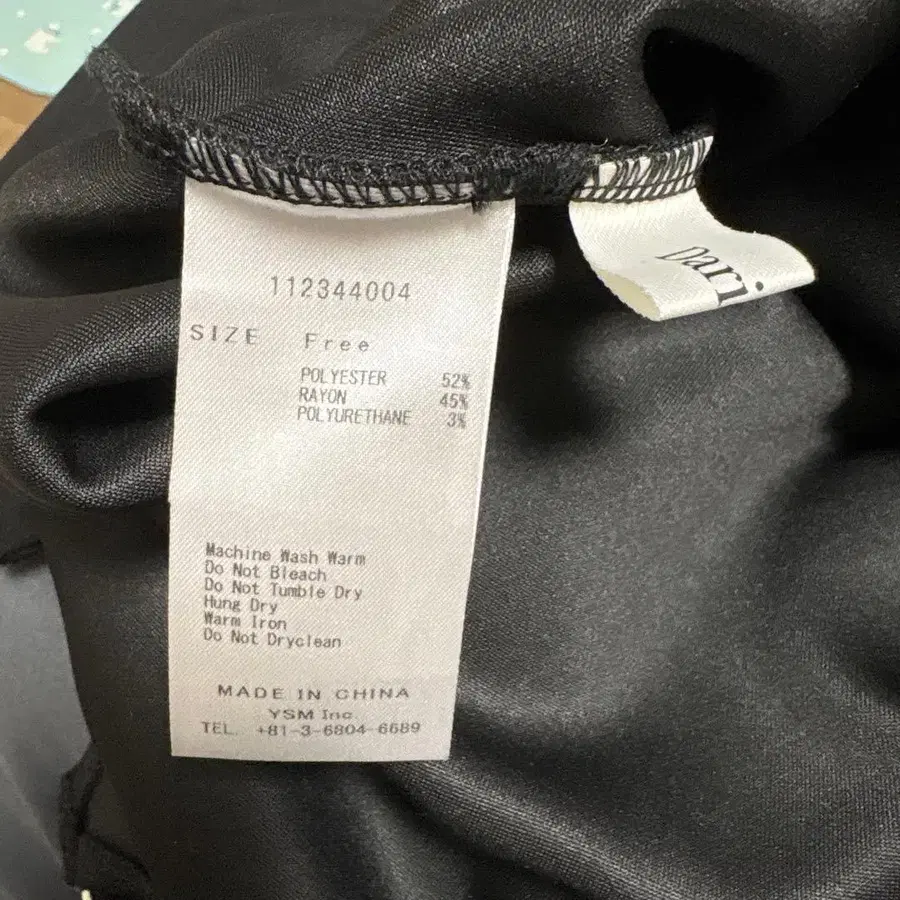 112344004
SIZE Free
POLYESTER 52%
RAYON 45%
POLYURETHANE 3%
Machine Wash Warm
Do Not Bleach
Do Not Tumble Dry
Hung Dry
Warm Iron
Do Not Dryclean
MADE IN CHINA
YSM Inc
TEL. +81-3-6804-6689
Dari